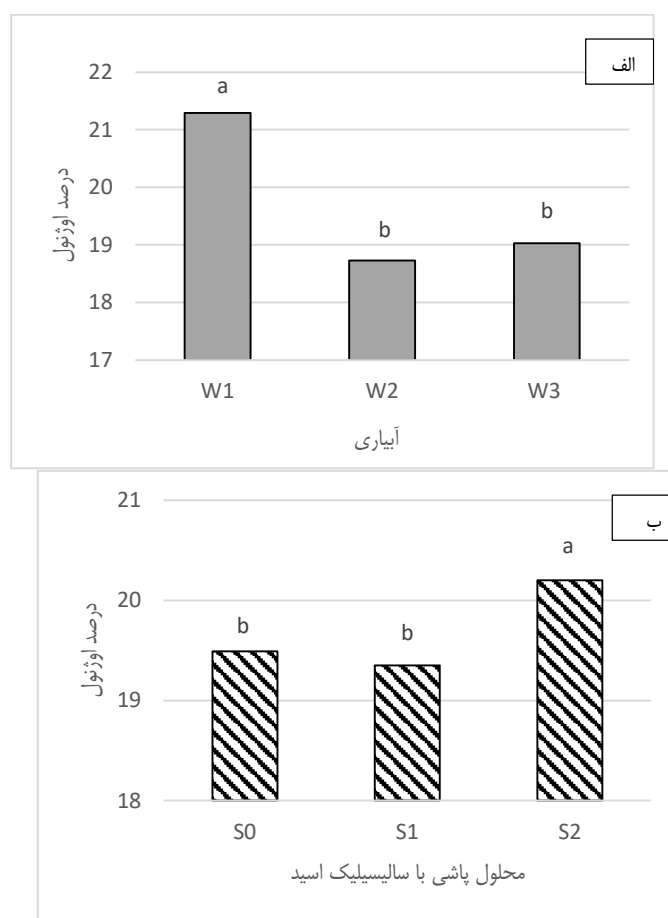 الف
22
21
20
19
18
17
a
b
b
درصد اوژنول
W1 W2 W3
آبیاری
ب
21
20
19
18
b
b
a
درصد اوژنول
S0 S1 S2
محلول پاشی با سالیسیلیک اسید